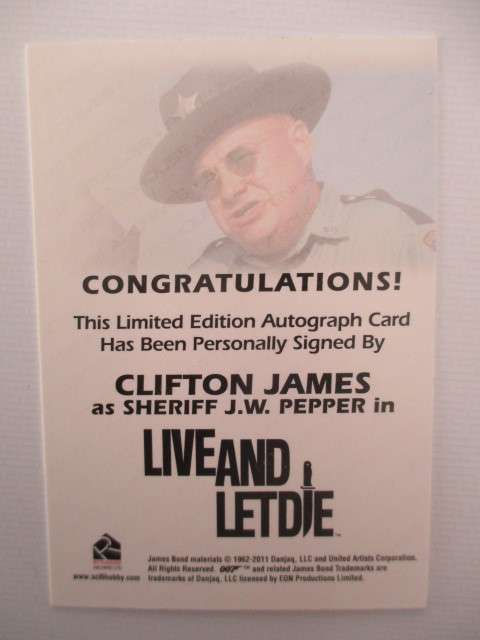 CONGRATULATIONS!
This Limited Edition Autograph Card
Has Been Personally Signed By
CLIFTON JAMES
as SHERIFF J.W. PEPPER in
LIVE AND
LET DIE™
James Bond materials © 1962-2011 Danjaq, LLC and United Artists Corporation.
All Rights Reserved. 007™ and related James Bond Trademarks are
www.scifihobby.com trademarks of Danjaq, LLC licensed by EON Productions Limited.